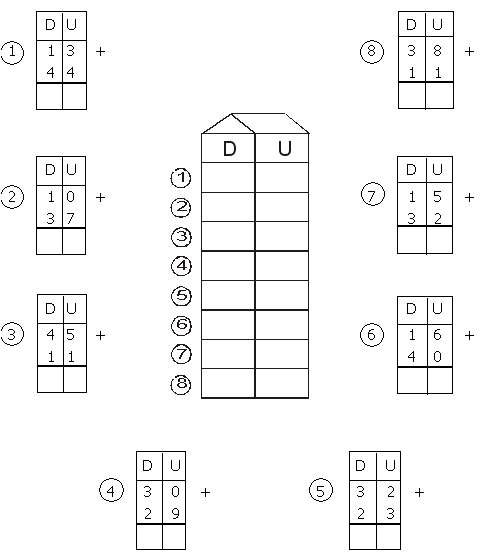 ① D U
1 3 +
4 4
② D U
1 0 +
3 7
③ D U
4 5 +
1 1
④ D U
3 0 +
2 9
⑤ D U
3 2 +
2 3
⑥ D U
1 6 +
4 0
⑦ D U
1 5 +
3 2
⑧ D U
3 8 +
1 1
D U
①
②
③
④
⑤
⑥
⑦
⑧